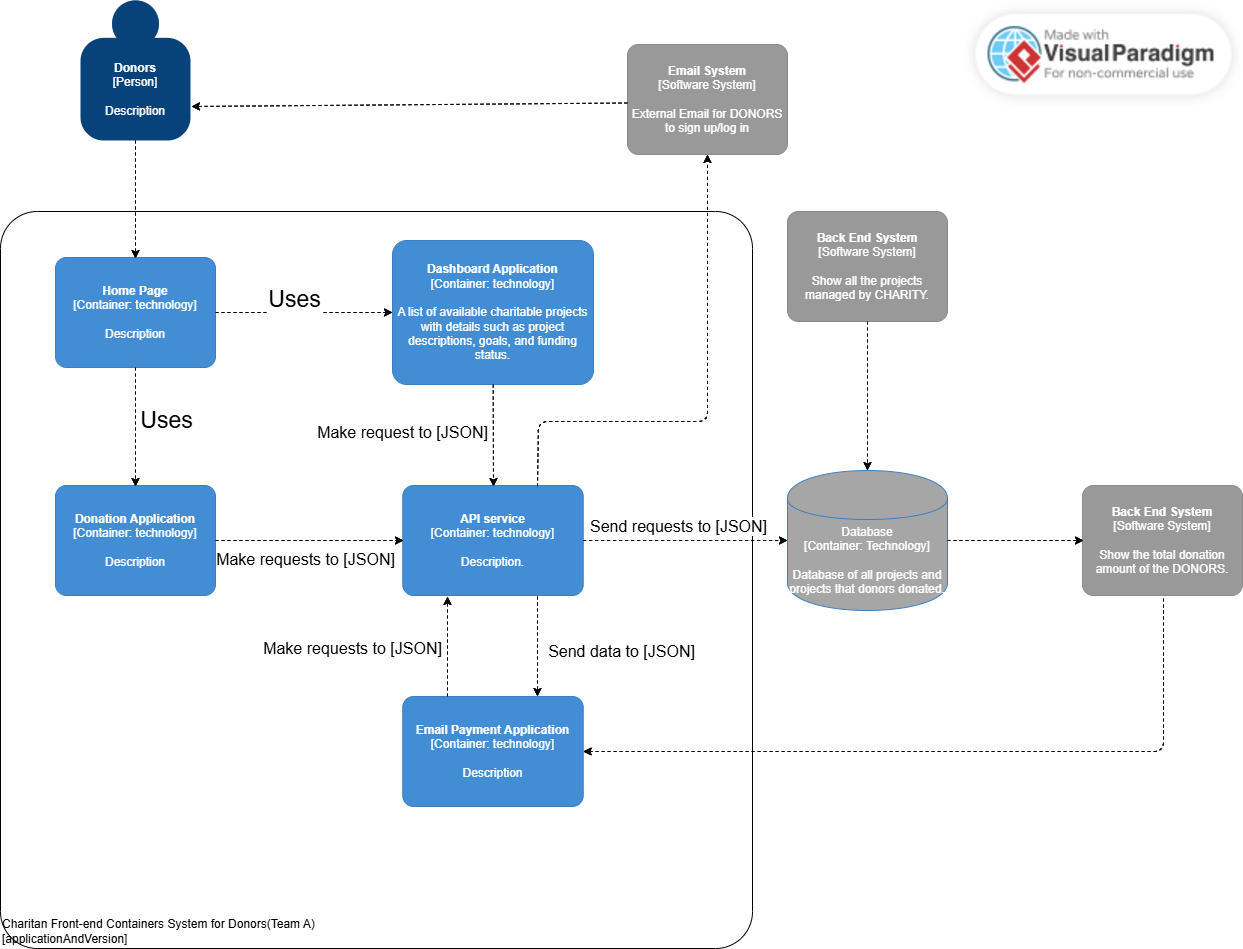 Made with
Visual Paradigm
For non-commercial use
Donors
[Person]
Description
Email System
[Software System]
External Email for DONORS
to sign up/log in
Back End System
[Software System]
Show all the projects
managed by CHARITY.
Home Page
[Container: technology]
Description
Uses
Dashboard Application
[Container: technology]
A list of available charitable projects
with details such as project
descriptions, goals, and funding
status.
Uses
Make request to [JSON]
Donation Application
[Container: technology]
Description
Make requests to [JSON]
API service
[Container: technology]
Description.
Send requests to [JSON]
Database
[Container: Technology]
Database of all projects and
projects that donors donated.
Back End System
[Software System]
Show the total donation
amount of the DONORS.
Make requests to [JSON]
Send data to [JSON]
Email Payment Application
[Container: technology]
Description
Charitan Front-end Containers System for Donors(Team A)
[applicationAndVersion]